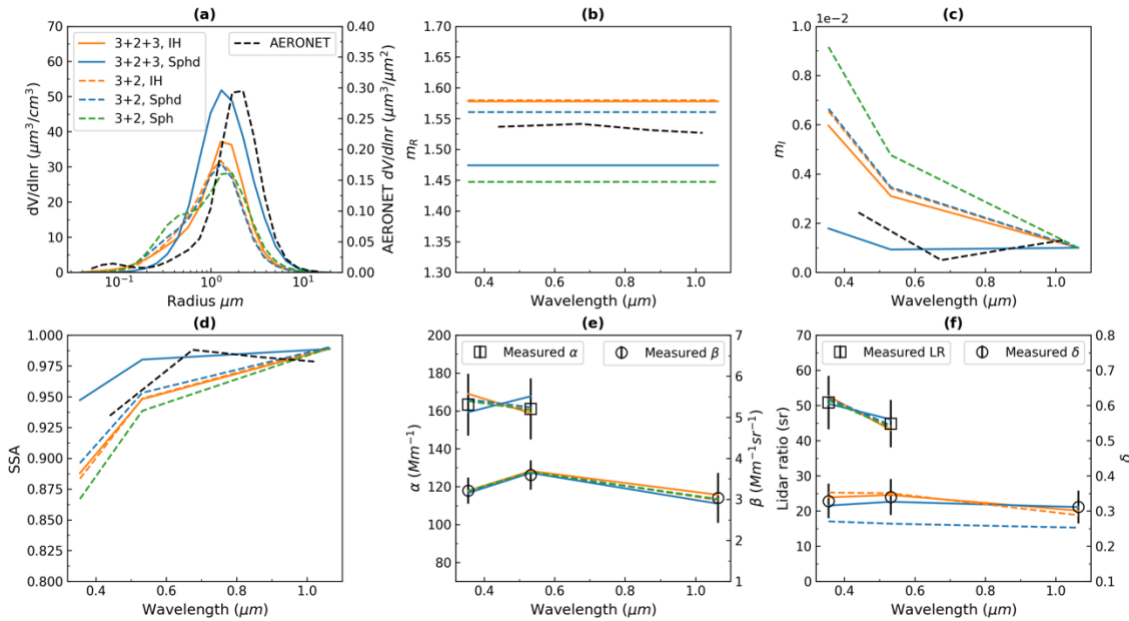 (a)
70
60
50
40
30
20
10
0
dV/dlnr (μm³/cm³)
3+2+3, IH
3+2+3, Sphd
3+2, IH
3+2, Sphd
3+2, Sph
AERONET
0.40
0.35
0.30
0.25
0.20
0.15
0.10
0.05
0.00
AERONET dV/dlnr (μm³/μm²)
10⁻¹ 10⁰ 10¹
Radius μm
(b)
1.70
1.65
1.60
1.55
1.50
1.45
1.40
1.35
1.30
m_R
0.4 0.6 0.8 1.0
Wavelength (μm)
(c)
1e-2
1.0
0.8
0.6
0.4
0.2
0.0
m_I
0.4 0.6 0.8 1.0
Wavelength (μm)
(d)
1.000
0.975
0.950
0.925
0.900
0.875
0.850
0.825
0.800
SSA
0.4 0.6 0.8 1.0
Wavelength (μm)
(e)
200
180
160
140
120
100
80
α (Mm⁻¹)
Measured α
Measured β
7
6
5
4
3
2
1
β (Mm⁻¹sr⁻¹)
0.4 0.6 0.8 1.0
Wavelength (μm)
(f)
70
60
50
40
30
20
10
0
Lidar ratio (sr)
Measured LR
Measured δ
0.8
0.7
0.6
0.5
0.4
0.3
0.2
0.1
δ
0.4 0.6 0.8 1.0
Wavelength (μm)